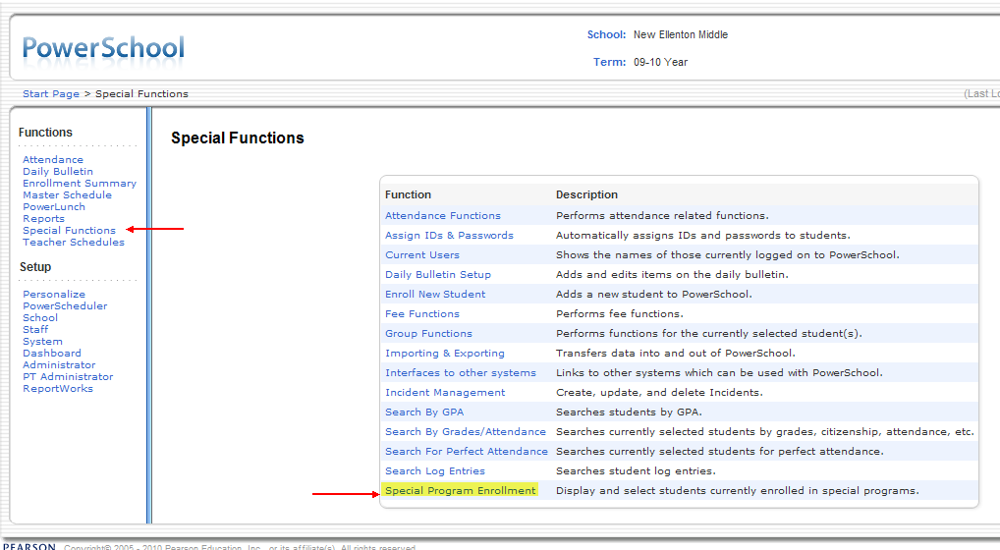 PowerSchool
School: New Ellenton Middle
Term: 09-10 Year
Start Page > Special Functions
(Last Lo
Functions
Attendance
Daily Bulletin
Enrollment Summary
Master Schedule
PowerLunch
Reports
Special Functions
Teacher Schedules
Setup
Personalize
PowerScheduler
School
Staff
System
Dashboard
Administrator
PT Administrator
ReportWorks
Special Functions
Function Description
Attendance Functions Performs attendance related functions.
Assign IDs & Passwords Automatically assigns IDs and passwords to students.
Current Users Shows the names of those currently logged on to PowerSchool.
Daily Bulletin Setup Adds and edits items on the daily bulletin.
Enroll New Student Adds a new student to PowerSchool.
Fee Functions Performs fee functions.
Group Functions Performs functions for the currently selected student(s).
Importing & Exporting Transfers data into and out of PowerSchool.
Interfaces to other systems Links to other systems which can be used with PowerSchool.
Incident Management Create, update, and delete Incidents.
Search By GPA Searches students by GPA.
Search By Grades/Attendance Searches currently selected students by grades, citizenship, attendance, etc.
Search For Perfect Attendance Searches currently selected students for perfect attendance.
Search Log Entries Searches student log entries.
Special Program Enrollment Display and select students currently enrolled in special programs.
PEARSON Copyright© 2005 - 2010 Pearson Education, Inc., or its affiliate(s). All rights reserved.